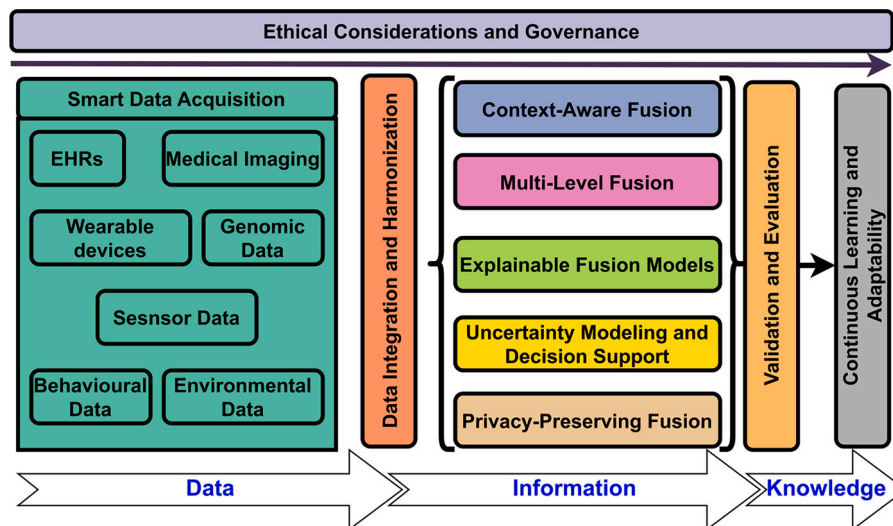 Ethical Considerations and Governance
Smart Data Acquisition
EHRs
Medical Imaging
Wearable
devices
Genomic
Data
Sesnsor Data
Behavioural
Data
Environmental
Data
Data Integration and Harmonization
Context-Aware Fusion
Multi-Level Fusion
Explainable Fusion Models
Uncertainty Modeling and
Decision Support
Privacy-Preserving Fusion
Validation and Evaluation
Continuous Learning and
Adaptability
Data
Information
Knowledge